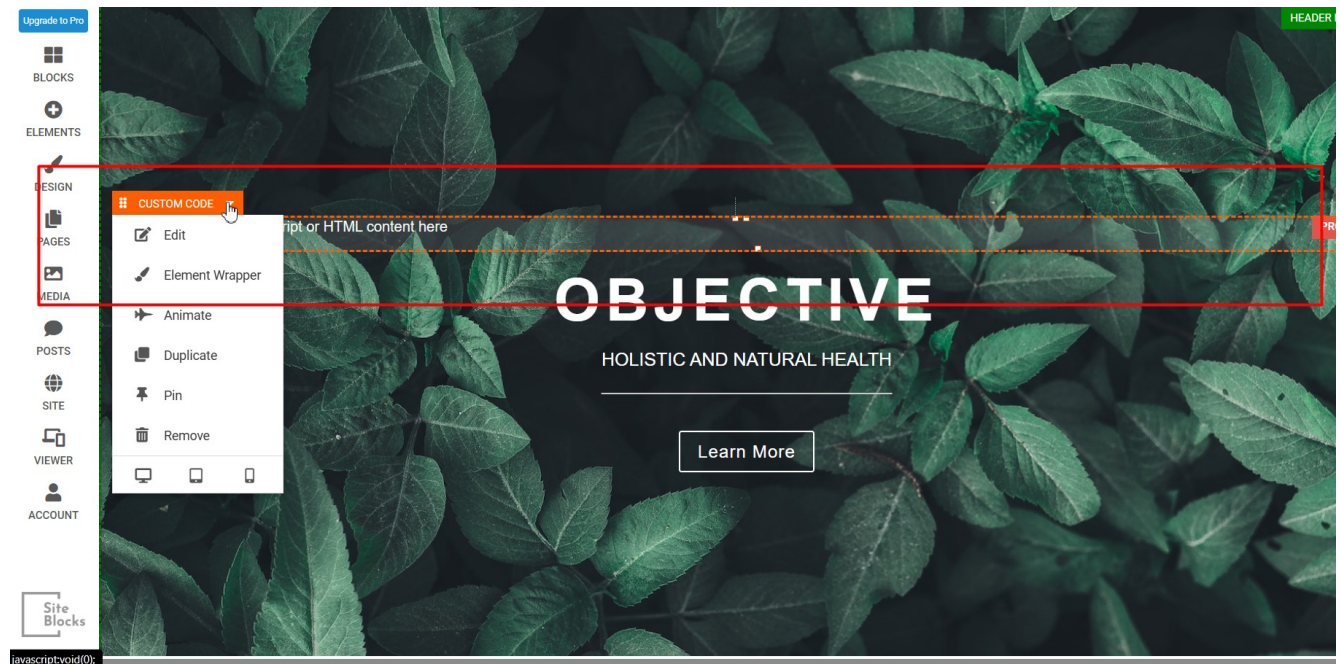 Upgrade to Pro
BLOCKS
ELEMENTS
DESIGN
PAGES
MEDIA
POSTS
SITE
VIEWER
ACCOUNT
Site
Blocks
javascript:void(0);
HEADER
CUSTOM CODE
Edit
Element Wrapper
Animate
Duplicate
Pin
Remove
ript or HTML content here
PRO
OBJECTIVE
HOLISTIC AND NATURAL HEALTH
Learn More